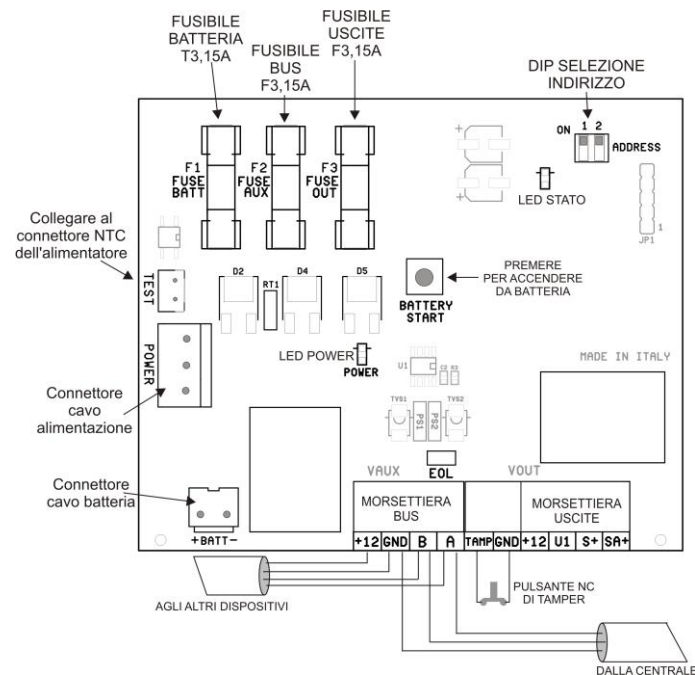 FUSIBILE
BATTERIA
T3,15A
FUSIBILE
BUS
F3,15A
FUSIBILE
USCITE
F3,15A
DIP SELEZIONE
INDIRIZZO
ON 1 2
ADDRESS
F1
FUSE
BATT
F2
FUSE
AUX
F3
FUSE
OUT
+
+
LED STATO
1
JP1
Collegare al
connettore NTC
dell'alimentatore
TEST
D2
RT1
D4
D5
BATTERY
START
PREMERE
PER ACCENDERE
DA BATTERIA
POWER
LED POWER
POWER
U1
C2 R3
MADE IN ITALY
Connettore
cavo
alimentazione
TVS1
PS1
PS2
TVS2
Connettore
cavo batteria
EOL
VAUX
VOUT
MORSETTIERA
BUS
MORSETTIERA
USCITE
+BATT-
+12 GND B A TAMP GND +12 U1 S+ SA+
AGLI ALTRI DISPOSITIVI
PULSANTE NC
DI TAMPER
DALLA CENTRALE